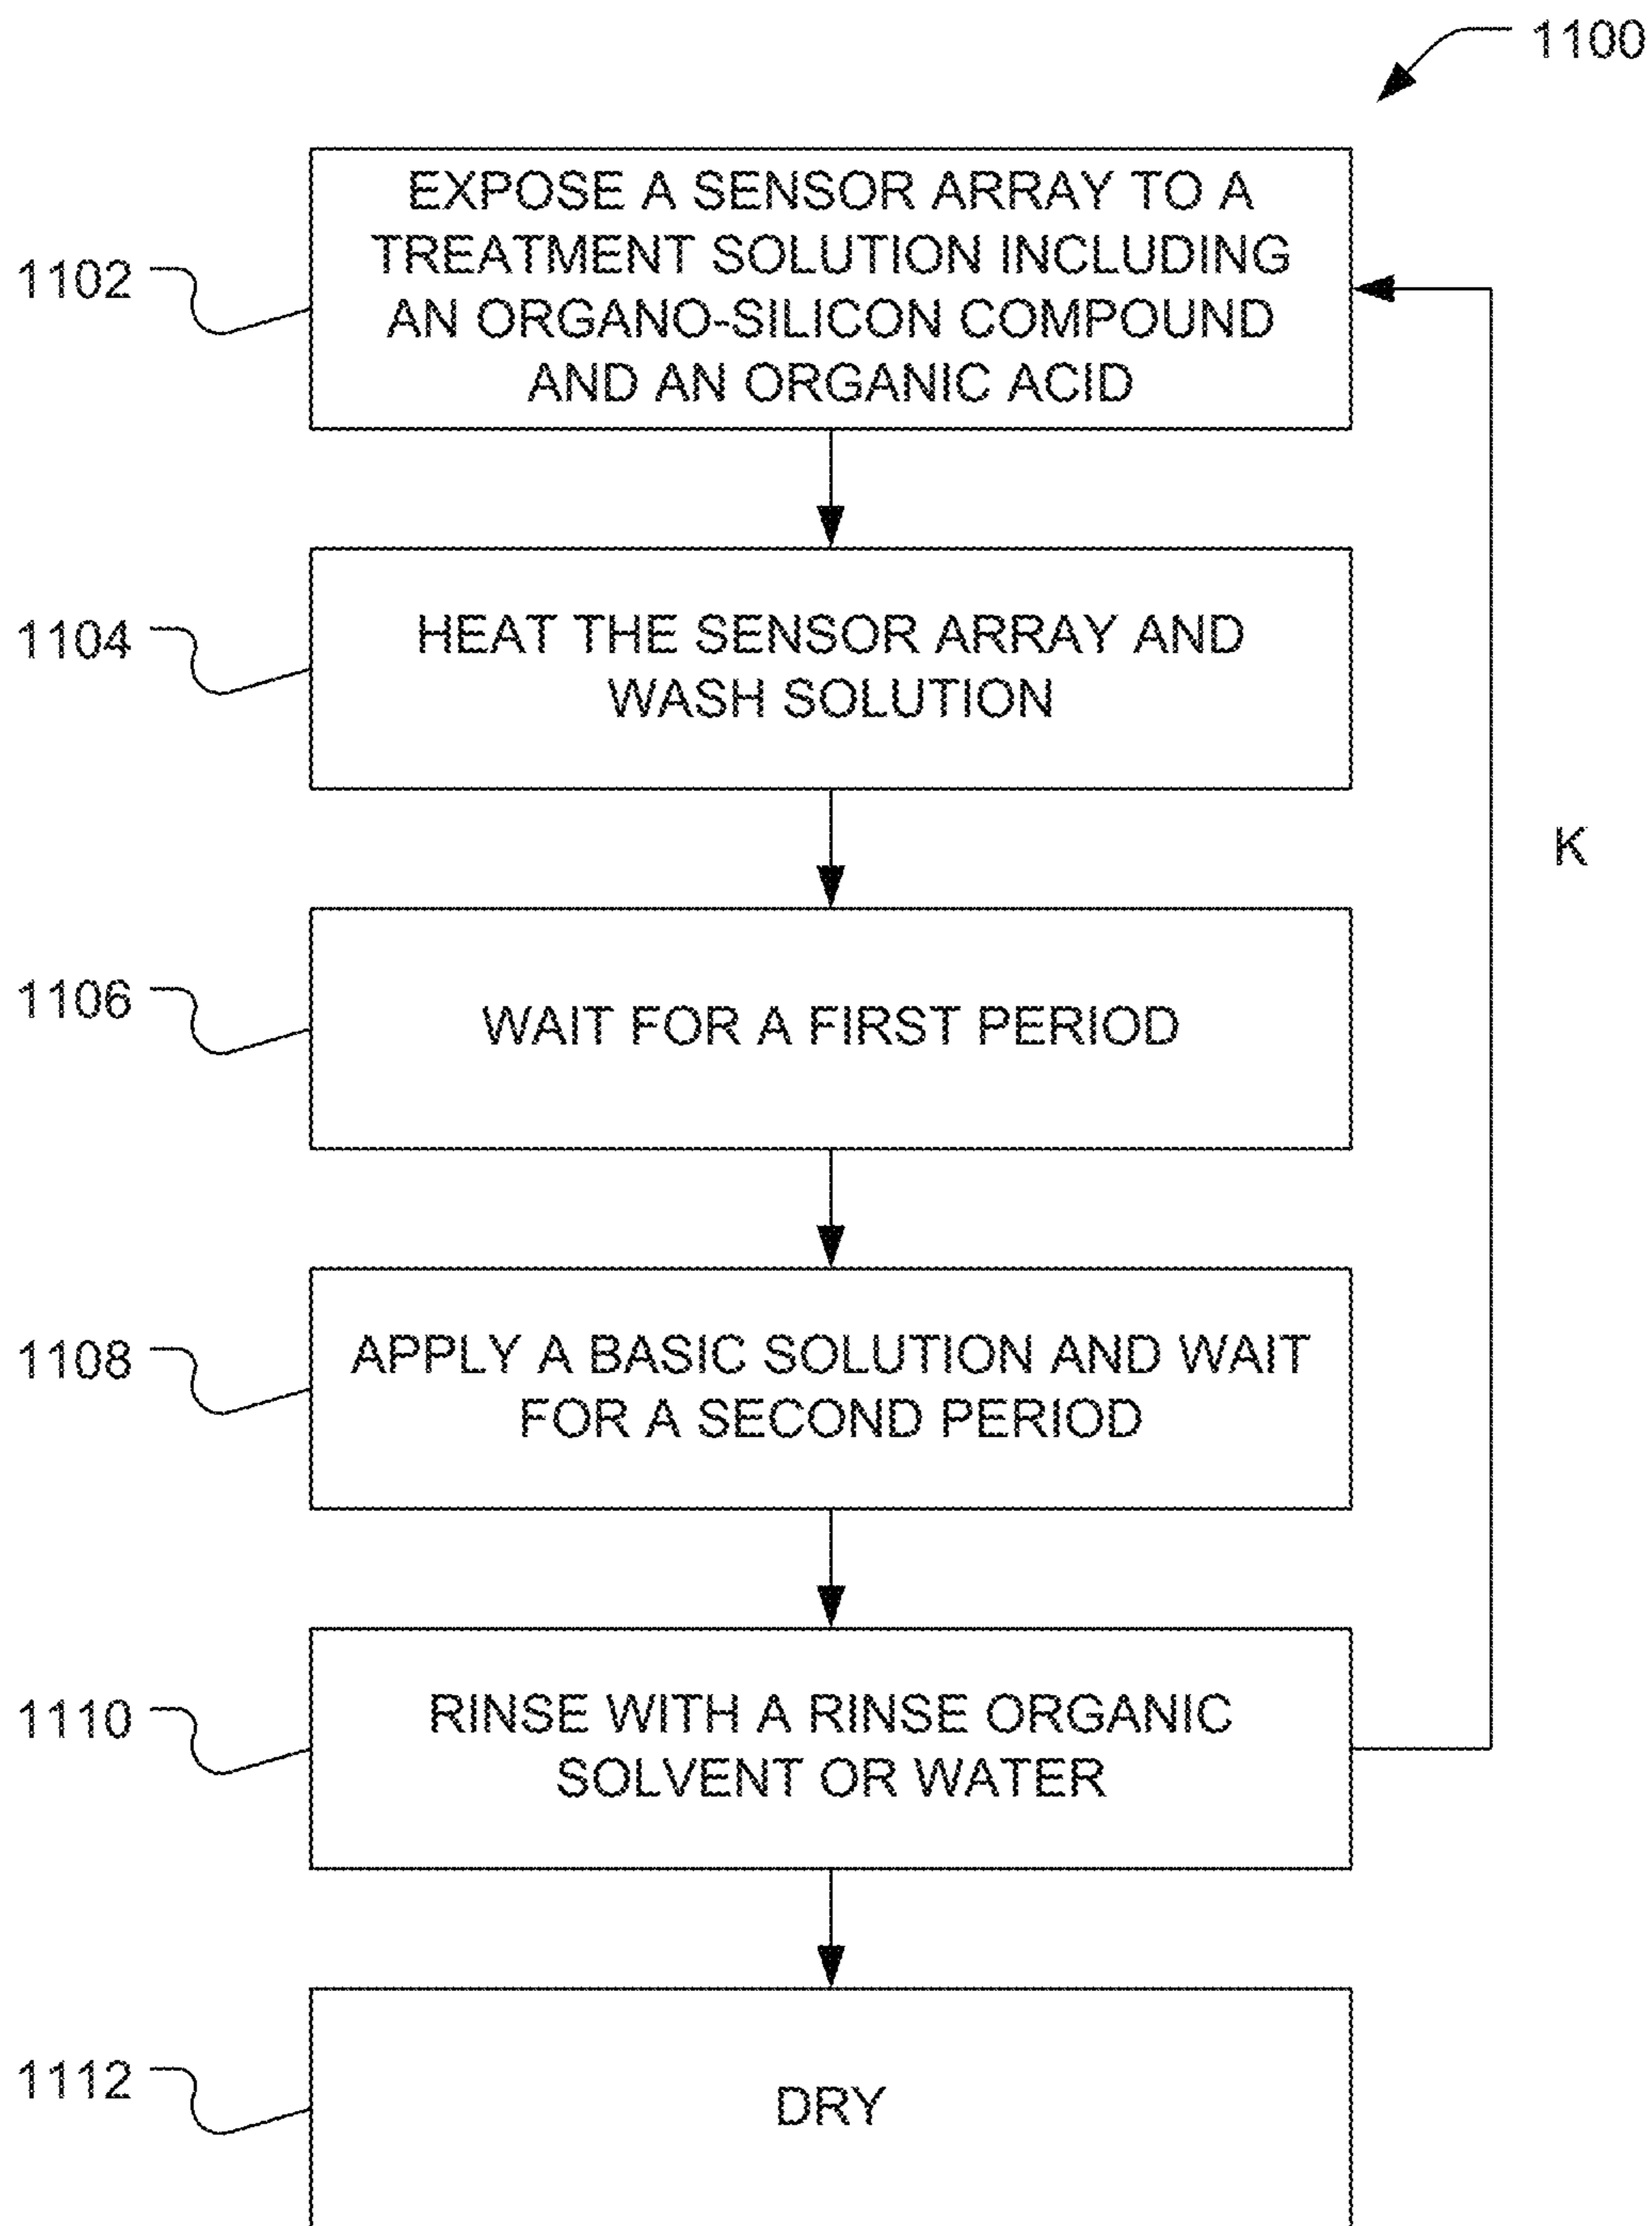 1100
1102
EXPOSE A SENSOR ARRAY TO A
TREATMENT SOLUTION INCLUDING
AN ORGANO-SILICON COMPOUND
AND AN ORGANIC ACID
1104
HEAT THE SENSOR ARRAY AND
WASH SOLUTION
K
1106
WAIT FOR A FIRST PERIOD
1108
APPLY A BASIC SOLUTION AND WAIT
FOR A SECOND PERIOD
1110
RINSE WITH A RINSE ORGANIC
SOLVENT OR WATER
1112
DRY